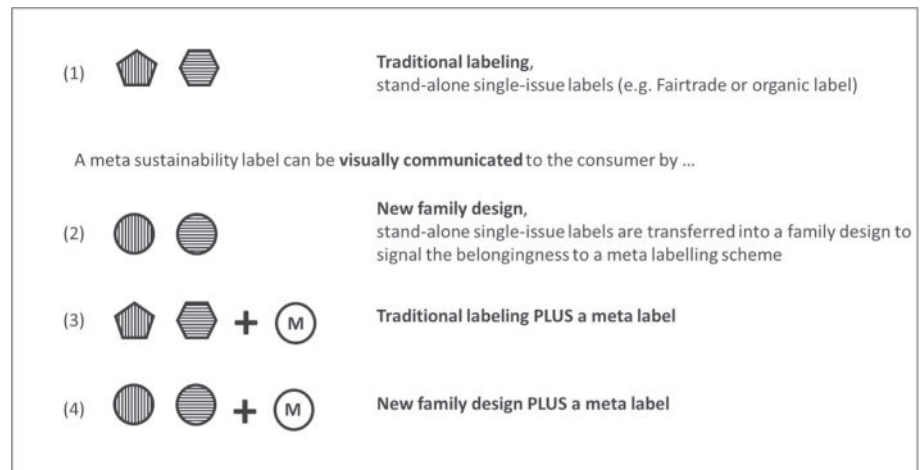 (1) Traditional labeling,
stand-alone single-issue labels (e.g. Fairtrade or organic label)
A meta sustainability label can be visually communicated to the consumer by ...
(2) New family design,
stand-alone single-issue labels are transferred into a family design to
signal the belongingness to a meta labelling scheme
(3) + M Traditional labeling PLUS a meta label
(4) + M New family design PLUS a meta label